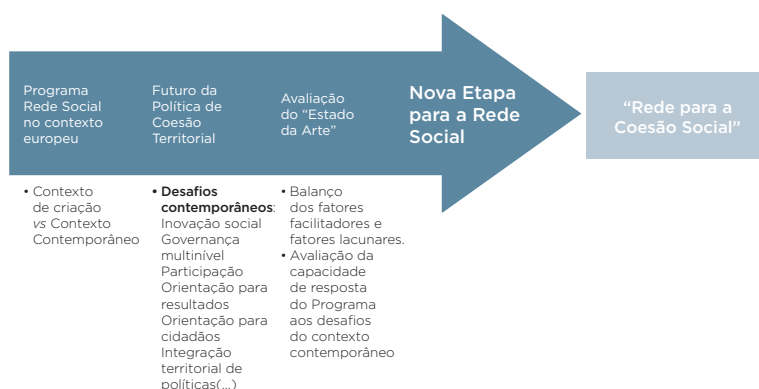 Programa
Rede Social
no contexto
europeu
Futuro da
Política de
Coesão
Territorial
Avaliação
do “Estado
da Arte”
Nova Etapa
para a Rede
Social
“Rede para a
Coesão Social”
• Contexto
de criação
vs Contexto
Contemporâneo
• Desafios
contemporâneos:
Inovação social
Governança
multinível
Participação
Orientação para
resultados
Orientação para
cidadãos
Integração
territorial de
políticas(...)
• Balanço
dos fatores
facilitadores e
fatores lacunares.
• Avaliação da
capacidade
de resposta
do Programa
aos desafios
do contexto
contemporâneo